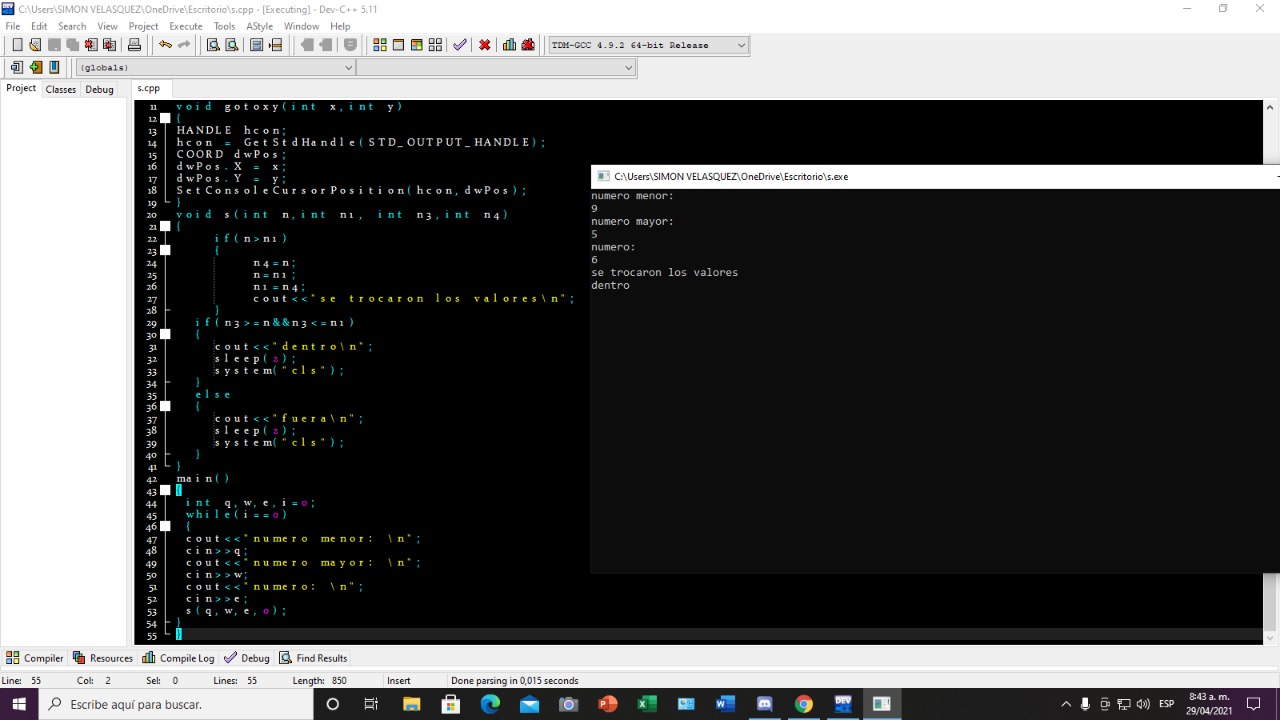 C:\Users\SIMON VELASQUEZ\OneDrive\Escritorio\s.cpp - [Executing] - Dev-C++ 5.11
File Edit Search View Project Execute Tools AStyle Window Help
TDM-GCC 4.9.2 64-bit Release
(globals)
Project Classes Debug s.cpp
11 void gotoxy(int x,int y)
12 {
13 HANDLE hcon;
14 hcon = GetStdHandle(STD_OUTPUT_HANDLE);
15 COORD dwPos;
16 dwPos.X = x;
17 dwPos.Y = y;
18 SetConsoleCursorPosition(hcon,dwPos);
19 }
20 void s(int n,int n1, int n3,int n4)
21 {
22 if(n>n1)
23 {
24 n4=n;
25 n=n1;
26 n1=n4;
27 cout<<"se trocaron los valores\n";
28 }
29 if(n3>=n&&n3<=n1)
30 {
31 cout<<"dentro\n";
32 sleep(2);
33 system("cls");
34 }
35 else
36 {
37 cout<<"fuera\n";
38 sleep(2);
39 system("cls");
40 }
41 }
42 main()
43 {
44 int q,w,e,i=0;
45 while(i==0)
46 {
47 cout<<"numero menor: \n";
48 cin>>q;
49 cout<<"numero mayor: \n";
50 cin>>w;
51 cout<<"numero: \n";
52 cin>>e;
53 s(q,w,e,0);
54 }
55 }
C:\Users\SIMON VELASQUEZ\OneDrive\Escritorio\s.exe
numero menor:
9
numero mayor:
5
numero:
6
se trocaron los valores
dentro
Compiler Resources Compile Log Debug Find Results
Line: 55 Col: 2 Sel: 0 Lines: 55 Length: 850 Insert Done parsing in 0,015 seconds
Escribe aquí para buscar.
ESP
8:43 a. m.
29/04/2021